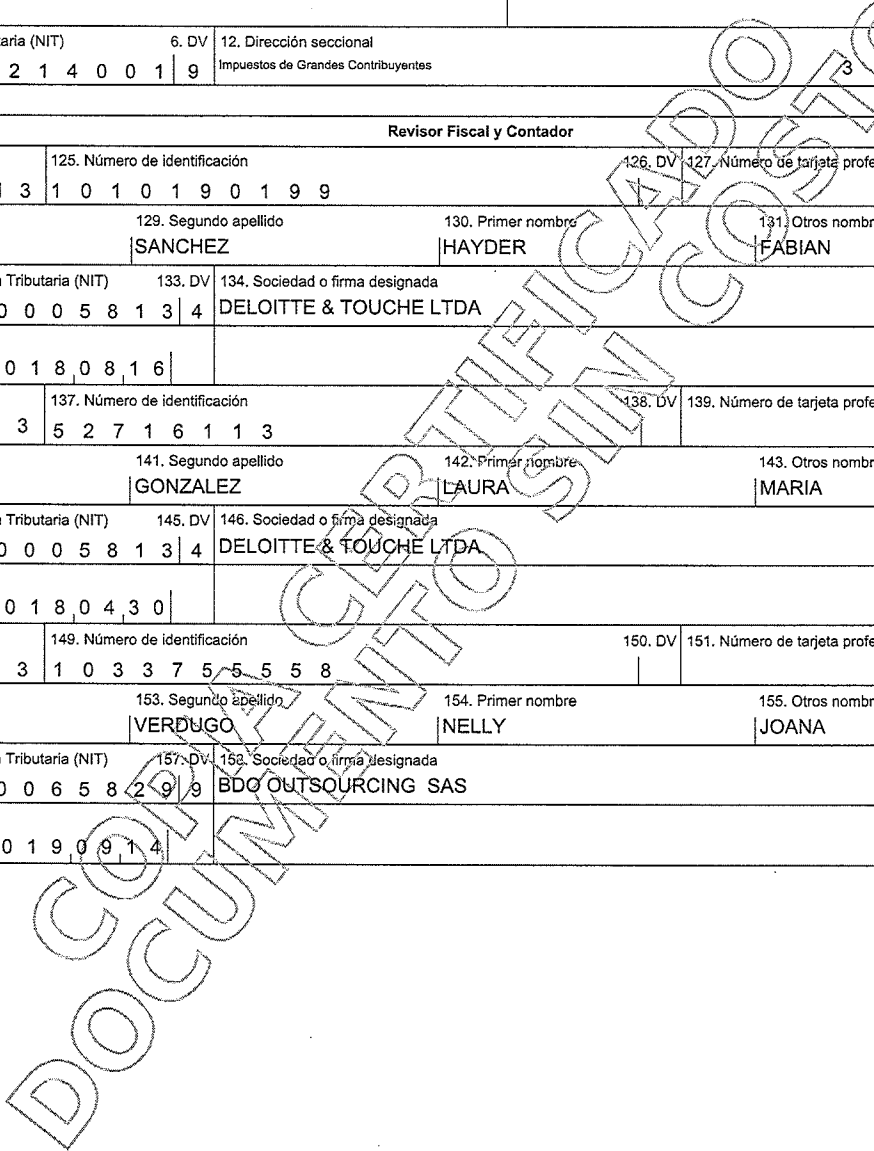 taria (NIT) 6. DV 12. Dirección seccional
2 1 4 0 0 1 9 Impuestos de Grandes Contribuyentes 3
Revisor Fiscal y Contador
125. Número de identificación 126. DV 127. Número de tarjeta profe
3 1 0 1 0 1 9 0 1 9 9
129. Segundo apellido 130. Primer nombre 131. Otros nombr
SANCHEZ HAYDER FABIAN
Tributaria (NIT) 133. DV 134. Sociedad o firma designada
0 0 0 5 8 1 3 4 DELOITTE & TOUCHE LTDA
0 1 8 0 8 1 6
137. Número de identificación 138. DV 139. Número de tarjeta profe
3 5 2 7 1 6 1 1 3
141. Segundo apellido 142. Primer nombre 143. Otros nombr
GONZALEZ LAURA MARIA
Tributaria (NIT) 145. DV 146. Sociedad o firma designada
0 0 0 5 8 1 3 4 DELOITTE & TOUCHE LTDA
0 1 8 0 4 3 0
149. Número de identificación 150. DV 151. Número de tarjeta profe
3 1 0 3 3 7 5 5 5 5 8
153. Segundo apellido 154. Primer nombre 155. Otros nombr
VERDUGO NELLY JOANA
Tributaria (NIT) 157. DV 158. Sociedad o firma designada
0 0 6 5 8 2 9 9 BDO OUTSOURCING SAS
0 1 9 0 9 1 4
COPIA CERTIFICADO
DOCUMENTO SIN COSTO